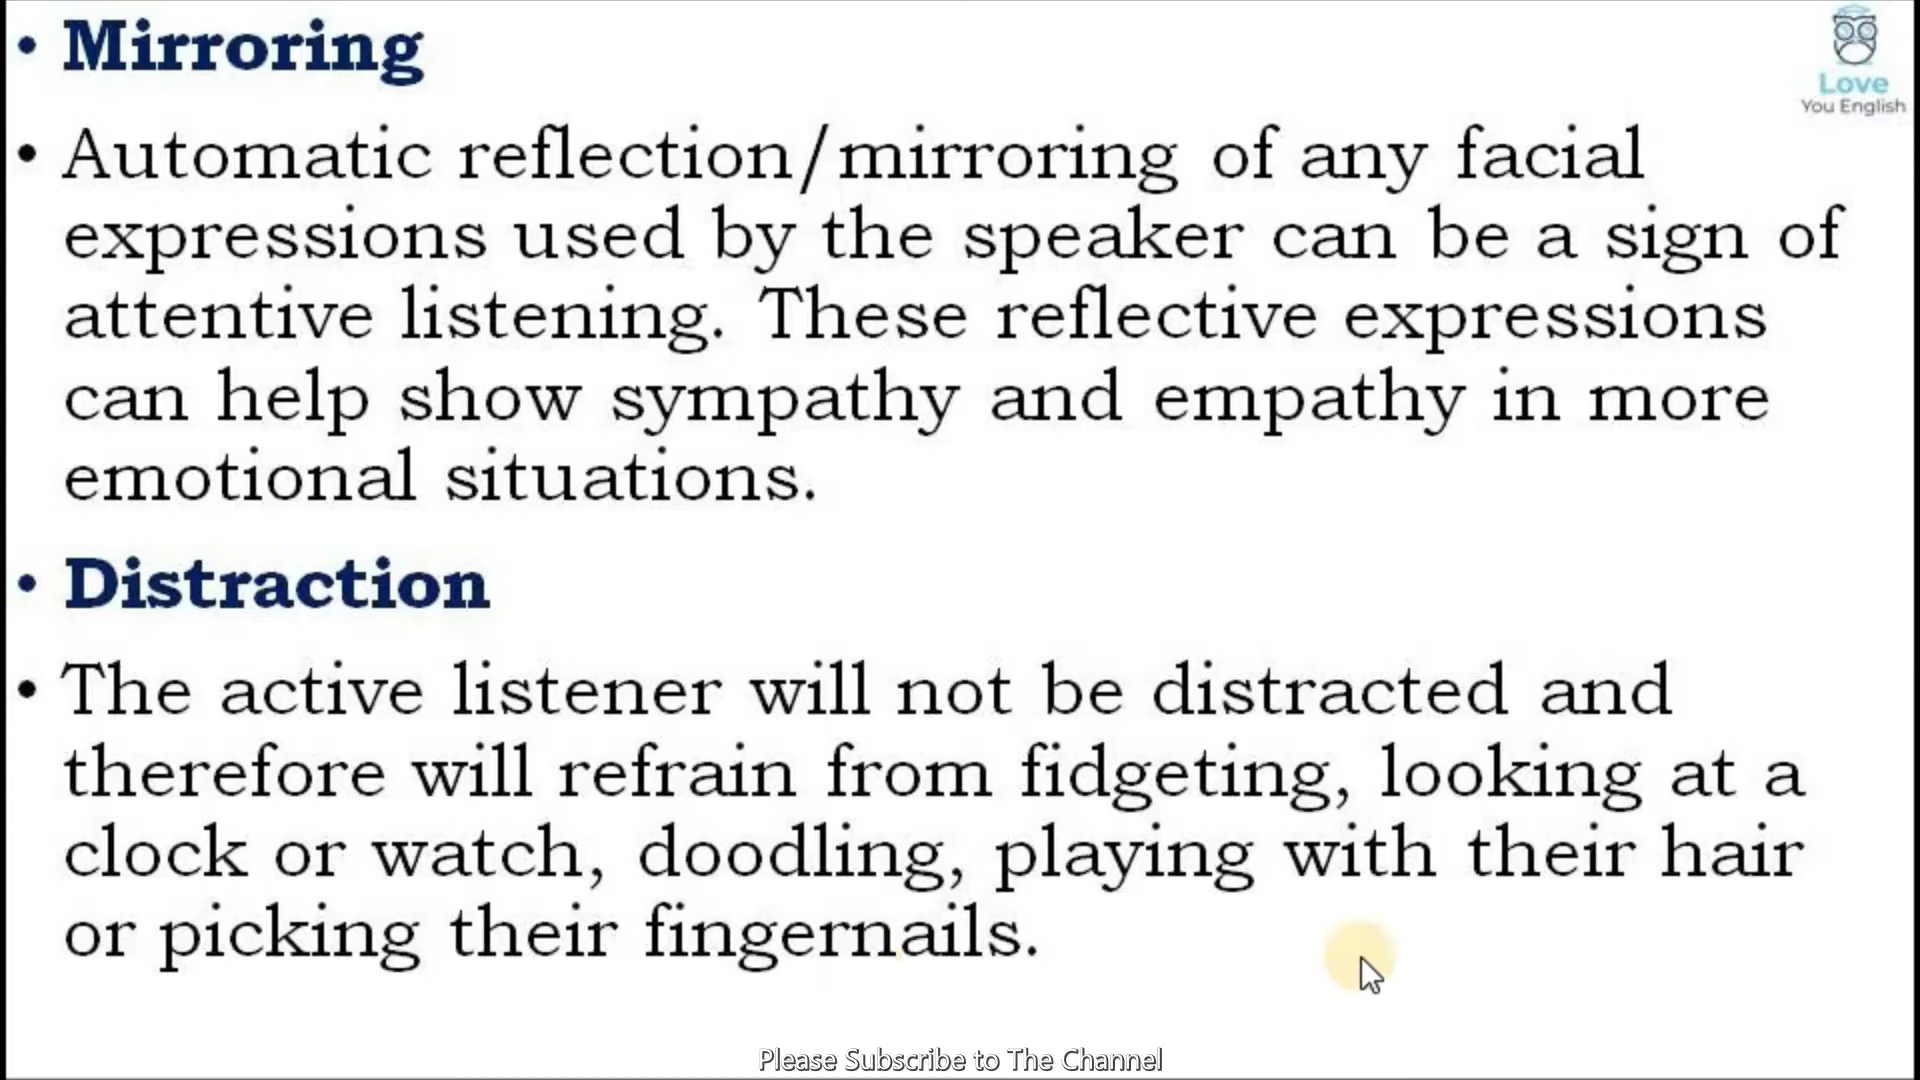 • Mirroring
Love
You English
• Automatic reflection/mirroring of any facial
expressions used by the speaker can be a sign of
attentive listening. These reflective expressions
can help show sympathy and empathy in more
emotional situations.
• Distraction
• The active listener will not be distracted and
therefore will refrain from fidgeting, looking at a
clock or watch, doodling, playing with their hair
or picking their fingernails.
Please Subscribe to The Channel